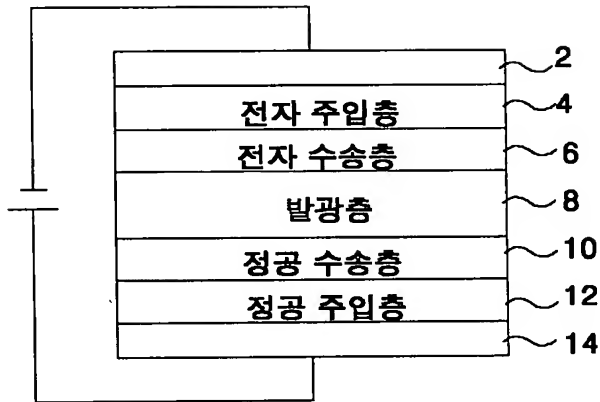 2
전자 주입층 4
전자 수송층 6
발광층 8
정공 수송층 10
정공 주입층 12
14